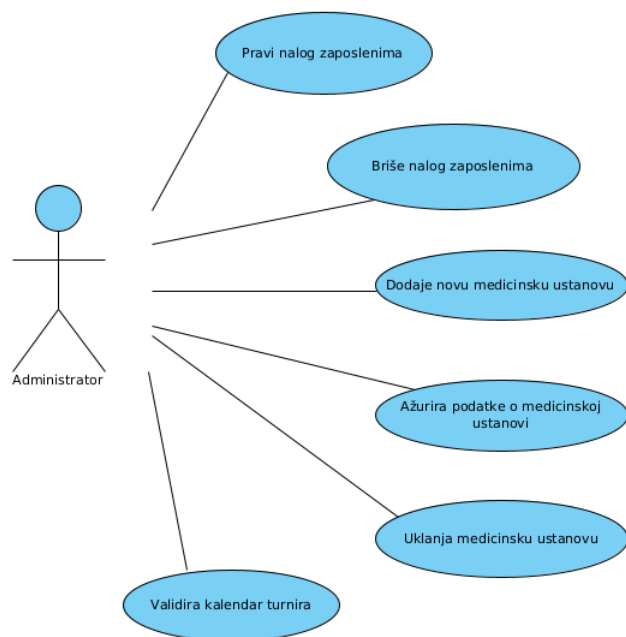 Pravi nalog zaposlenima
Briše nalog zaposlenima
Dodaje novu medicinsku ustanovu
Administrator
Ažurira podatke o medicinskoj
ustanovi
Uklanja medicinsku ustanovu
Validira kalendar turnira